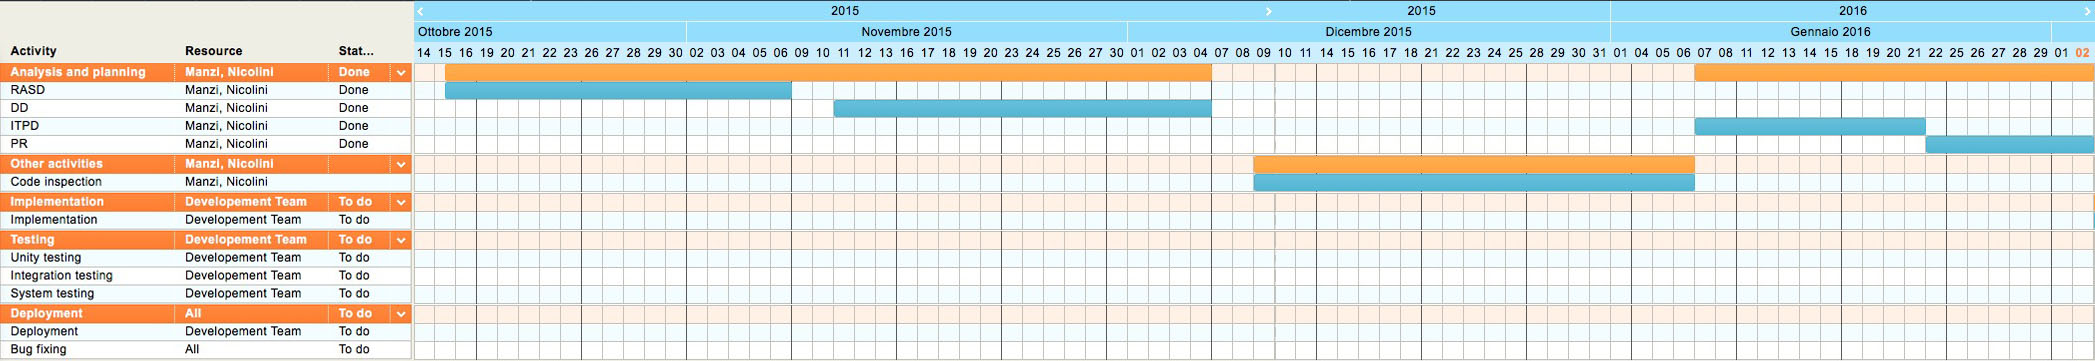 2015 2015 2016
Ottobre 2015 Novembre 2015 Dicembre 2015 Gennaio 2016
Activity Resource Stat... 14 15 16 19 20 21 22 23 26 27 28 29 30 02 03 04 05 06 09 10 11 12 13 16 17 18 19 20 23 24 25 26 27 30 01 02 03 04 07 08 09 10 11 14 15 16 17 18 21 22 23 24 25 28 29 30 31 01 04 05 06 07 08 11 12 13 14 15 18 19 20 21 22 25 26 27 28 29 01 02
Analysis and planning Manzi, Nicolini Done
RASD Manzi, Nicolini Done
DD Manzi, Nicolini Done
ITPD Manzi, Nicolini Done
PR Manzi, Nicolini Done
Other activities Manzi, Nicolini
Code inspection Manzi, Nicolini
Implementation Developement Team To do
Implementation Developement Team To do
Testing Developement Team To do
Unity testing Developement Team To do
Integration testing Developement Team To do
System testing Developement Team To do
Deployment All To do
Deployment Developement Team To do
Bug fixing All To do